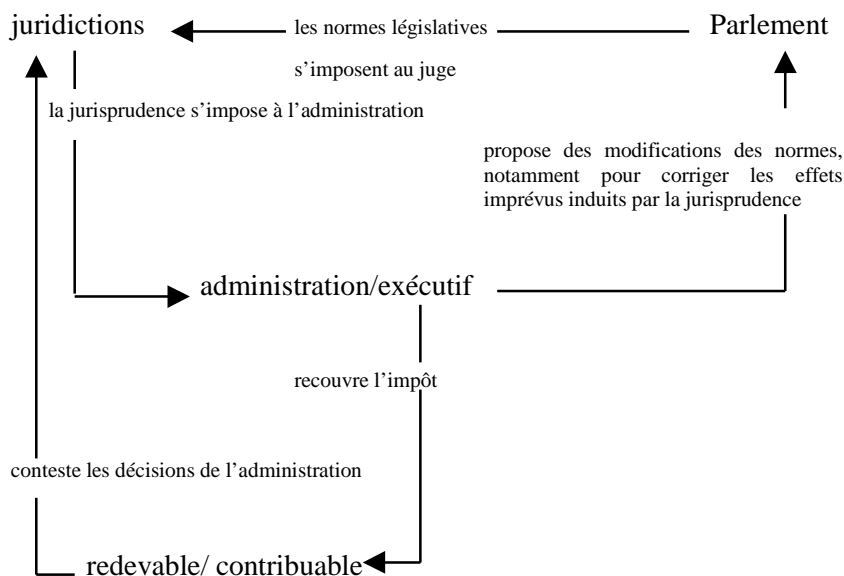 juridictions
les normes législatives
Parlement
s’imposent au juge
la jurisprudence s’impose à l’administration
propose des modifications des normes,
notamment pour corriger les effets
imprévus induits par la jurisprudence
administration/exécutif
recouvre l’impôt
conteste les décisions de l’administration
redevable/ contribuable